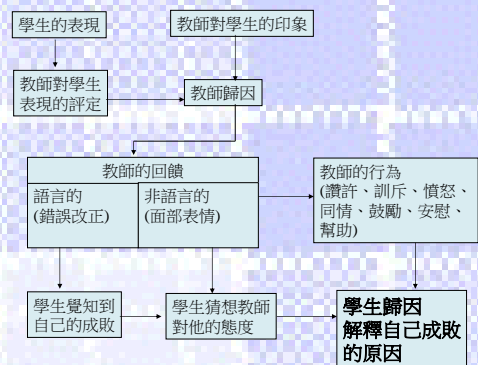 學生的表現
教師對學生的印象
教師對學生
表現的評定
教師歸因
教師的回饋
語言的
(錯誤改正)
非語言的
(面部表情)
教師的行為
(讚許、訓斥、憤怒、
同情、鼓勵、安慰、
幫助)
學生覺知到
自己的成敗
學生猜想教師
對他的態度
學生歸因
解釋自己成敗
的原因